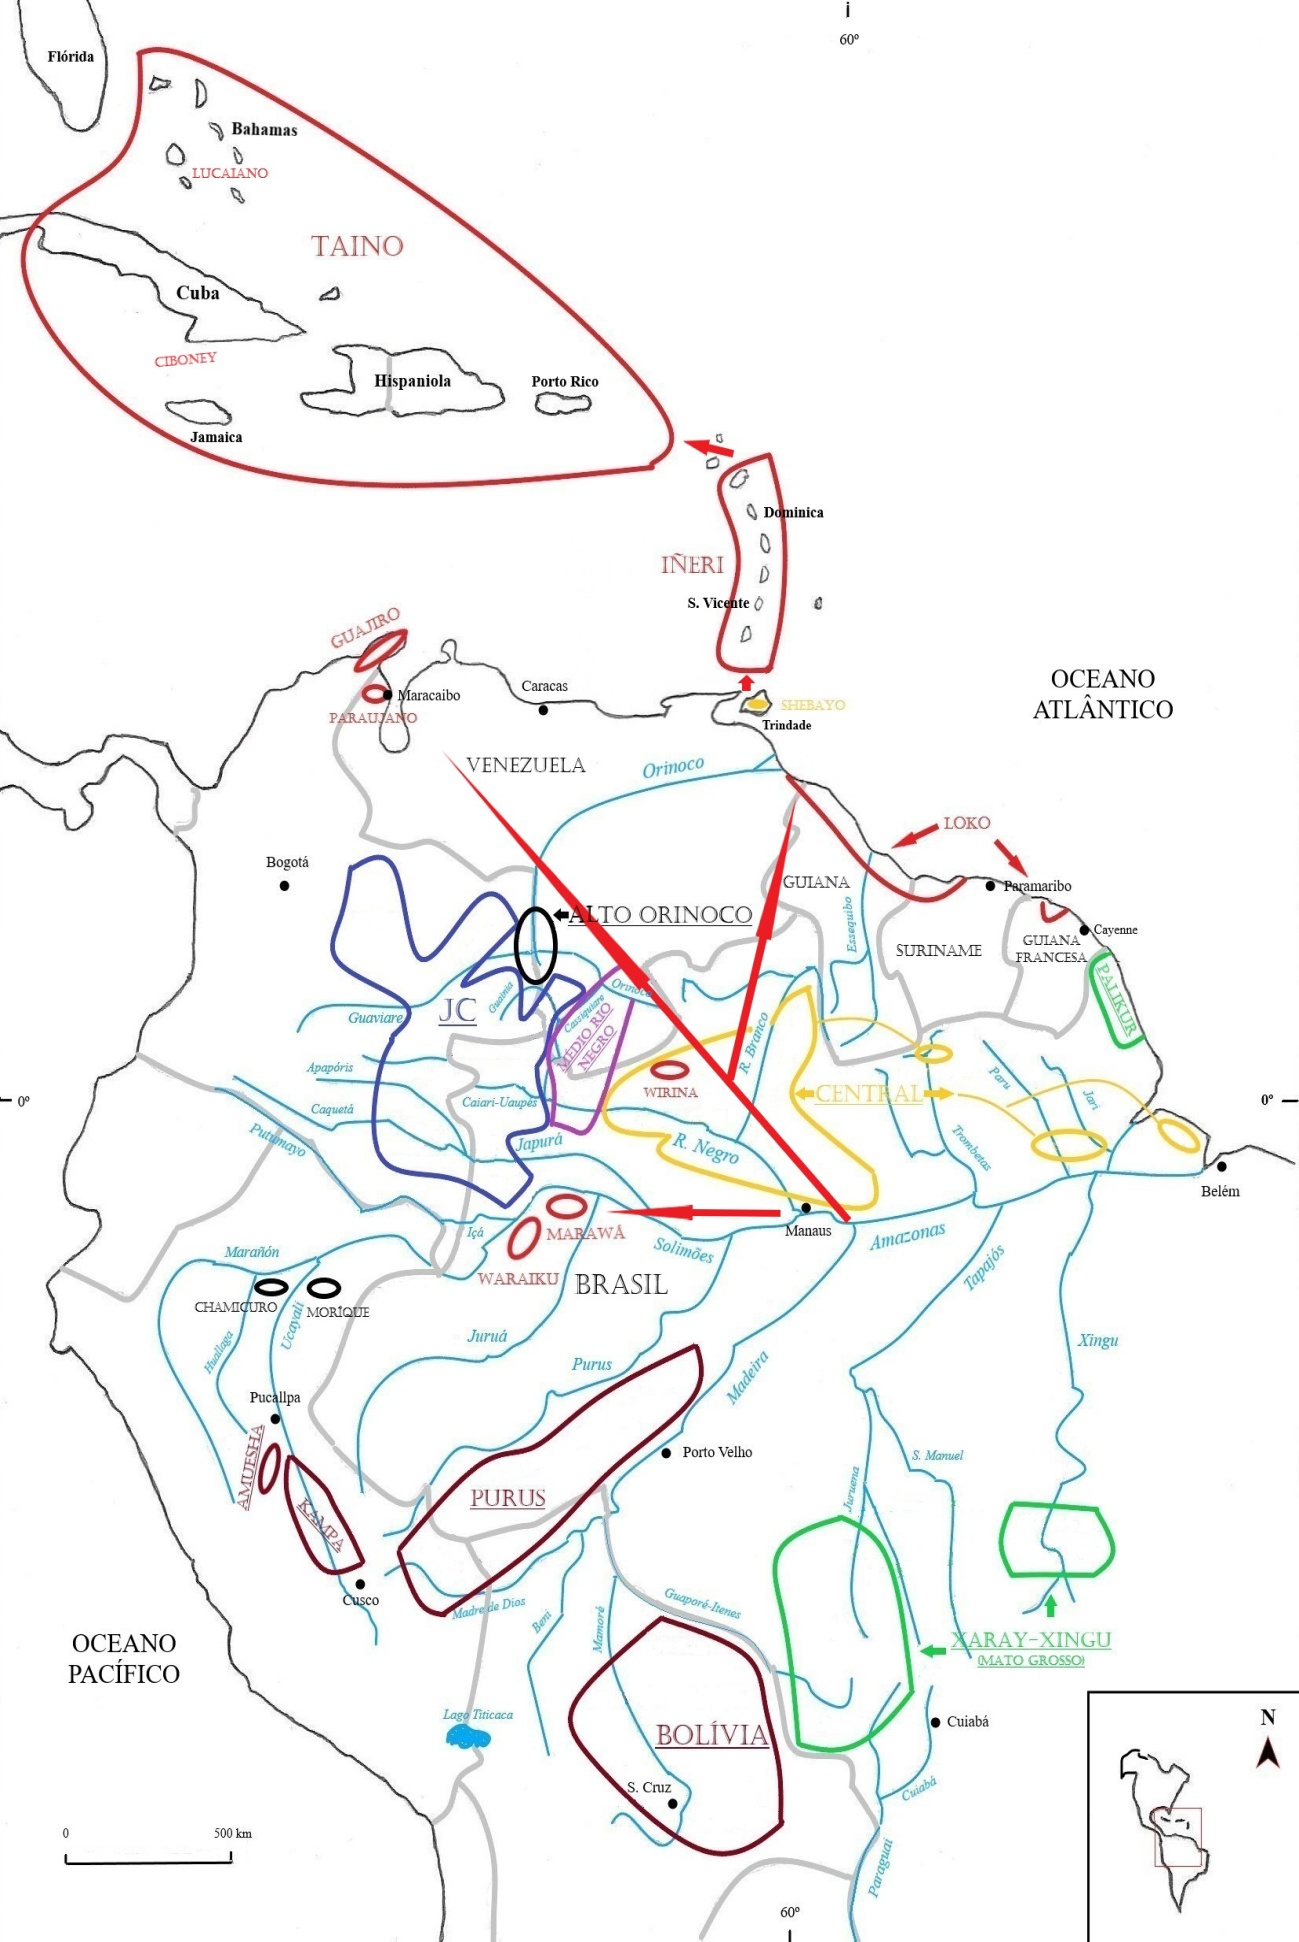 i
60º
Flórida
Bahamas
LUCAIANO
TAINO
Cuba
CIBONEY
Hispaniola
Porto Rico
Jamaica
Dominica
IÑERI
S. Vicente
GUAJIRO
Maracaibo
PARAUJANO
Caracas
SHEBAYO
Trindade
OCEANO
ATLÂNTICO
VENEZUELA
Orinoco
LOKO
Bogotá
GUIANA
Paramaribo
ALTO ORINOCO
Essequibo
SURINAME
GUIANA
FRANCESA
Cayenne
PALIKUR
JC
Guaviare
Guainia
Cassiquiare
Orinoco
MÉDIO RIO
NEGRO
R. Branco
Apapóris
Caquetá
Caiari-Uaupés
WIRINA
CENTRAL
Paru
Jari
0º
0º
Putumayo
Japurá
R. Negro
Trombetas
Belém
Içá
MARAWÁ
Solimões
Manaus
Amazonas
WARAIKU
BRASIL
Tapajós
Marañón
CHAMICURO
MORÍQUE
Huallaga
Ucayali
Juruá
Purus
Madeira
Xingu
Pucallpa
AMUESHA
KAMPA
PURUS
Porto Velho
S. Manuel
Juruena
Cusco
Madre de Dios
Beni
Mamoré
Guaporé-Itenes
XARAY-XINGU
(MATO GROSSO)
OCEANO
PACÍFICO
Lago Titicaca
BOLÍVIA
S. Cruz
Cuiabá
Cuiabá
Paraguai
N
0
500 km
60º